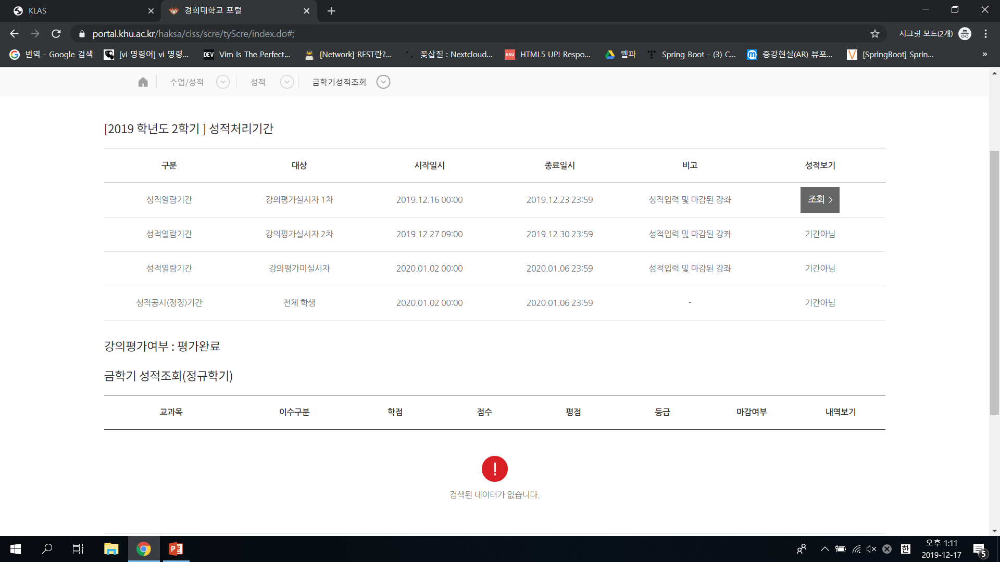 KLAS
경희대학교 포털
portal.khu.ac.kr/haksa/clss/scre/tyScre/index.do#;
시크릿 모드(2개)
번역 - Google 검색
[vi 명령어] vi 명령...
DEV
Vim Is The Perfect...
[Network] REST란?...
꽃삽질 : Nextcloud...
HSU
HTML5 UP! Respo...
웹파
Spring Boot - (3) C...
증강현실(AR) 뷰포...
[SpringBoot] Sprin...
»
수업/성적
성적
금학기성적조회
[2019 학년도 2학기 ] 성적처리기간
구분 대상 시작일시 종료일시 비고 성적보기
성적열람기간 강의평가실시자 1차 2019.12.16 00:00 2019.12.23 23:59 성적입력 및 마감된 강좌 조회 >
성적열람기간 강의평가실시자 2차 2019.12.27 09:00 2019.12.30 23:59 성적입력 및 마감된 강좌 기간아님
성적열람기간 강의평가미실시자 2020.01.02 00:00 2020.01.06 23:59 성적입력 및 마감된 강좌 기간아님
성적공시(정정)기간 전체 학생 2020.01.02 00:00 2020.01.06 23:59 - 기간아님
강의평가여부 : 평가완료
금학기 성적조회(정규학기)
교과목 이수구분 학점 점수 평점 등급 마감여부 내역보기
!
검색된 데이터가 없습니다.
한
오후 1:11
2019-12-17
5